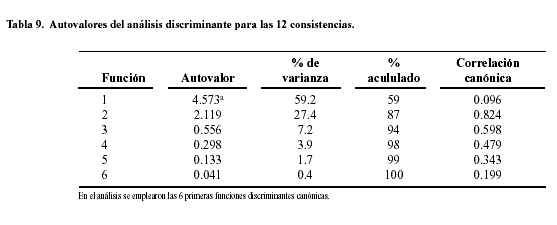 Tabla 9. Autovalores del análisis discriminante para las 12 consistencias.
Función Autovalor % de varianza % acululado Correlación canónica
1 4.573ª 59.2 59 0.096
2 2.119 27.4 87 0.824
3 0.556 7.2 94 0.598
4 0.298 3.9 98 0.479
5 0.133 1.7 99 0.343
6 0.041 0.4 100 0.199
En el análisis se emplearon las 6 primeras funciones discriminantes canónicas.